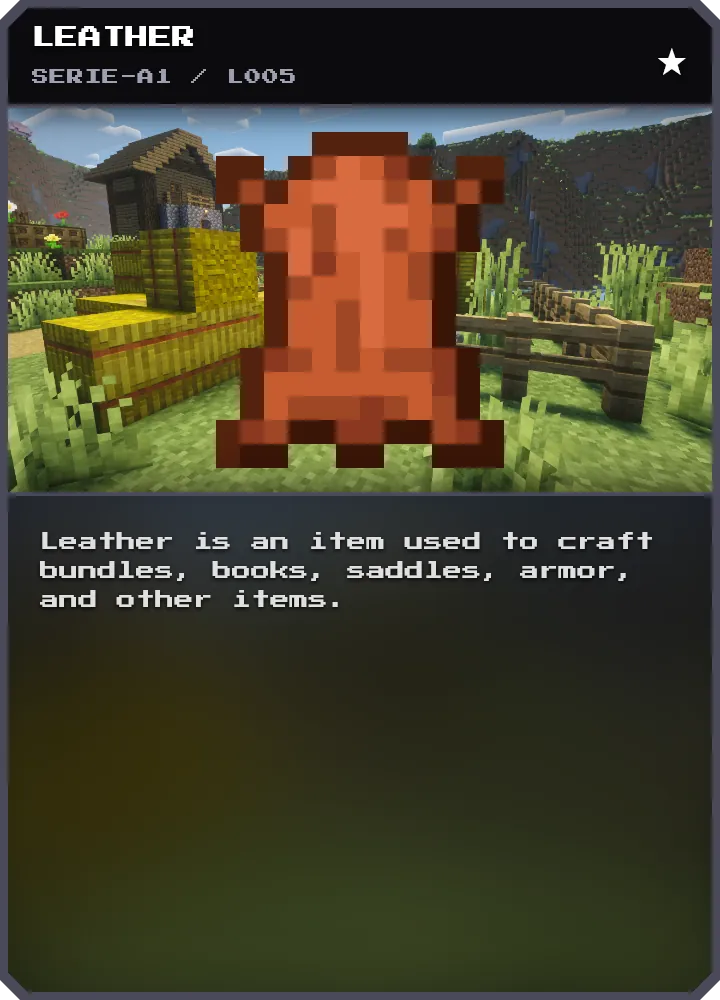 LEATHER
SERIE-A1 / L005
Leather is an item used to craft
bundles, books, saddles, armor,
and other items.